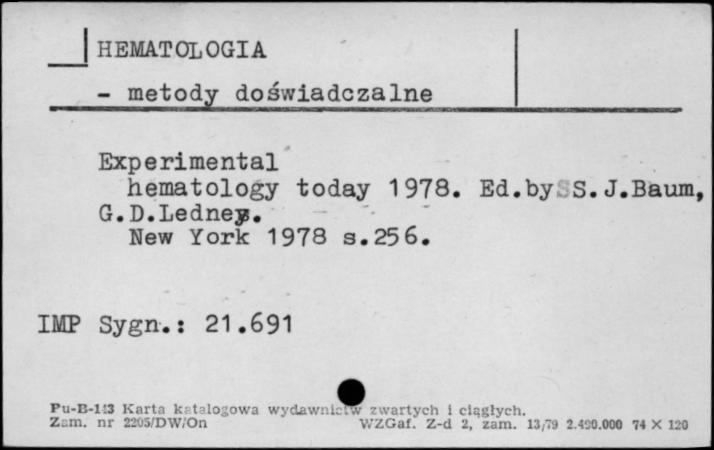 HEMATOLOGIA
- metody doświadczalne
Experimental
hematology today 1978. Ed.by S.J.Baum,
G.D.Ledney.
New York 1978 s.256.
IMP Sygn.: 21.691
Pu-B-143 Karta katalogowa wydawnictw zwartych i ciągłych.
Zam. nr 2205/DW/On WZGaf. Z-d 2, zam. 13/79 2.490.000 74 X 120